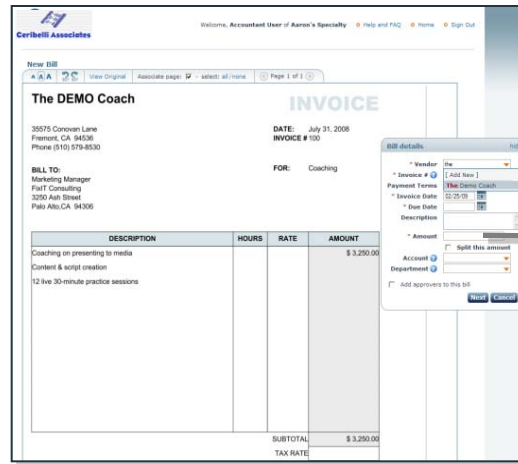 Ceribelli Associates
Welcome, Accountant User of Aaron's Specialty Help and FAQ Home Sign Out
New Bill
A A A View Original Associate page: - select: all/none Page 1 of 1
The DEMO Coach
INVOICE
35575 Conovan Lane
Fremont, CA 94536
Phone (510) 579-8530
DATE: July 31, 2008
INVOICE # 100
BILL TO:
Marketing Manager
FixIT Consulting
3250 Ash Street
Palo Alto,CA 94306
FOR: Coaching
DESCRIPTION HOURS RATE AMOUNT
Coaching on presenting to media $ 3,250.00
Content & script creation
12 live 30-minute practice sessions
SUBTOTAL $ 3,250.00
TAX RATE
Bill details hid
* Vendor the
* Invoice # [ Add New ]
Payment Terms The Demo Coach
* Invoice Date 02/25/09
* Due Date
Description
* Amount
Split this amount
Account
Department
Add approvers to this bill
Next Cancel